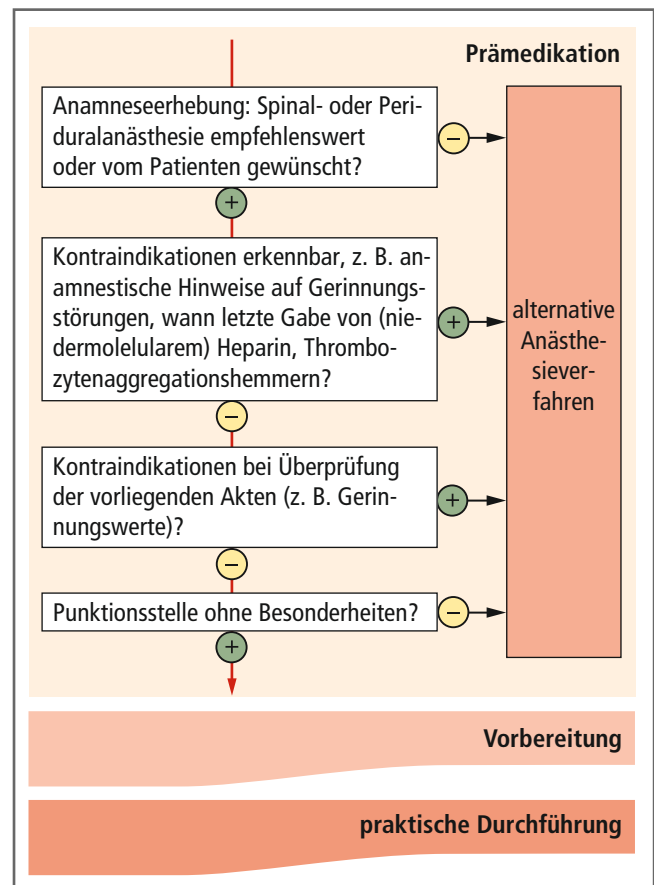 Prämedikation
Anamneseerhebung: Spinal- oder Peri-
duralanästhesie empfehlenswert
oder vom Patienten gewünscht?
−
+
Kontraindikationen erkennbar, z. B. an-
amnestische Hinweise auf Gerinnungs-
störungen, wann letzte Gabe von (nie-
dermolelularem) Heparin, Thrombo-
zytenaggregationshemmern?
+
−
Kontraindikationen bei Überprüfung
der vorliegenden Akten (z. B. Gerin-
nungswerte)?
+
−
Punktionsstelle ohne Besonderheiten?
−
+
alternative
Anästhe-
siever-
fahren
Vorbereitung
praktische Durchführung